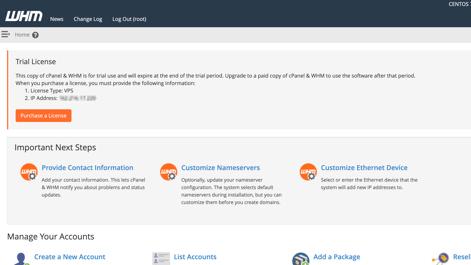 CENTOS
WHM News Change Log Log Out (root)
Home
Trial License
This copy of cPanel & WHM is for trial use and will expire at the end of the trial period. Upgrade to a paid copy of cPanel & WHM to use the software after that period.
When you purchase a license, you must provide the following information:
1. License Type: VPS
2. IP Address:
Purchase a License
Important Next Steps
WHM Provide Contact Information
Add your contact information. This lets cPanel
& WHM notify you about problems and status
updates.
WHM Customize Nameservers
Optionally, update your nameserver
configuration. The system selects default
nameservers during installation, but you can
customize them before you create domains.
WHM Customize Ethernet Device
Select or enter the Ethernet device that the
system will add new IP addresses to.
Manage Your Accounts
Create a New Account
List Accounts
Add a Package
Reset